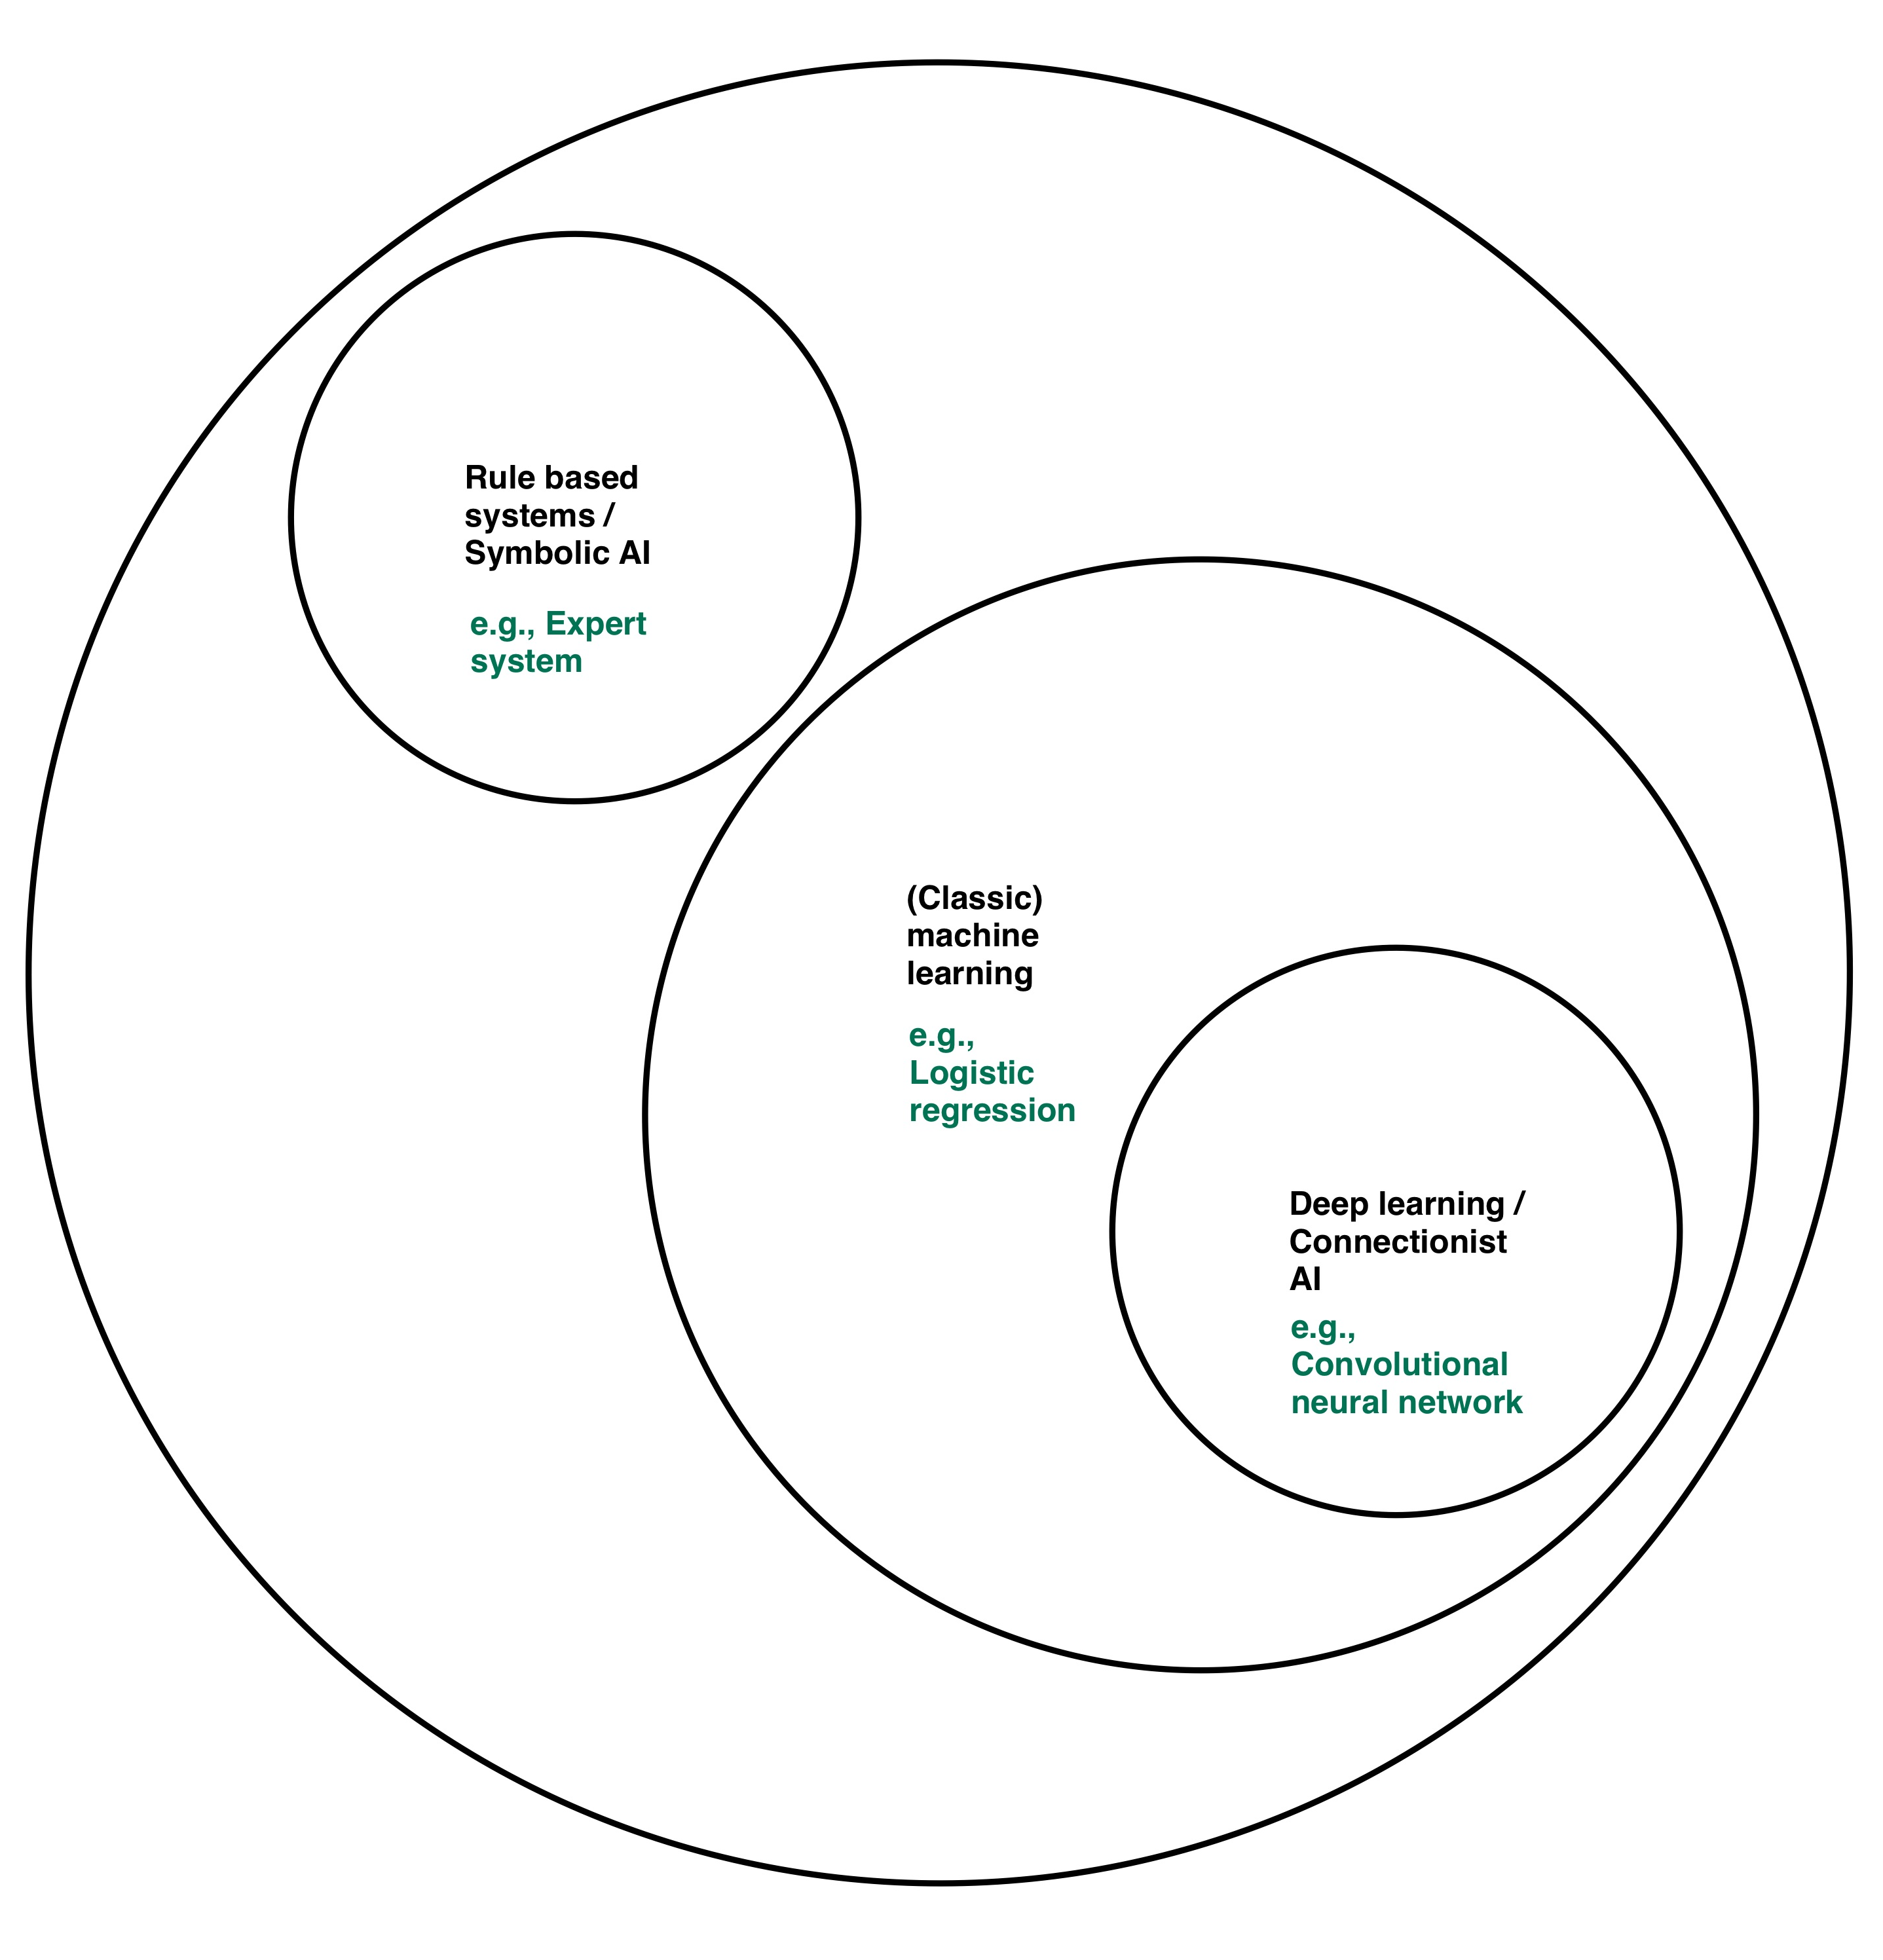 Rule based
systems /
Symbolic AI
e.g., Expert
system
(Classic)
machine
learning
e.g.,
Logistic
regression
Deep learning /
Connectionist
AI
e.g.,
Convolutional
neural network